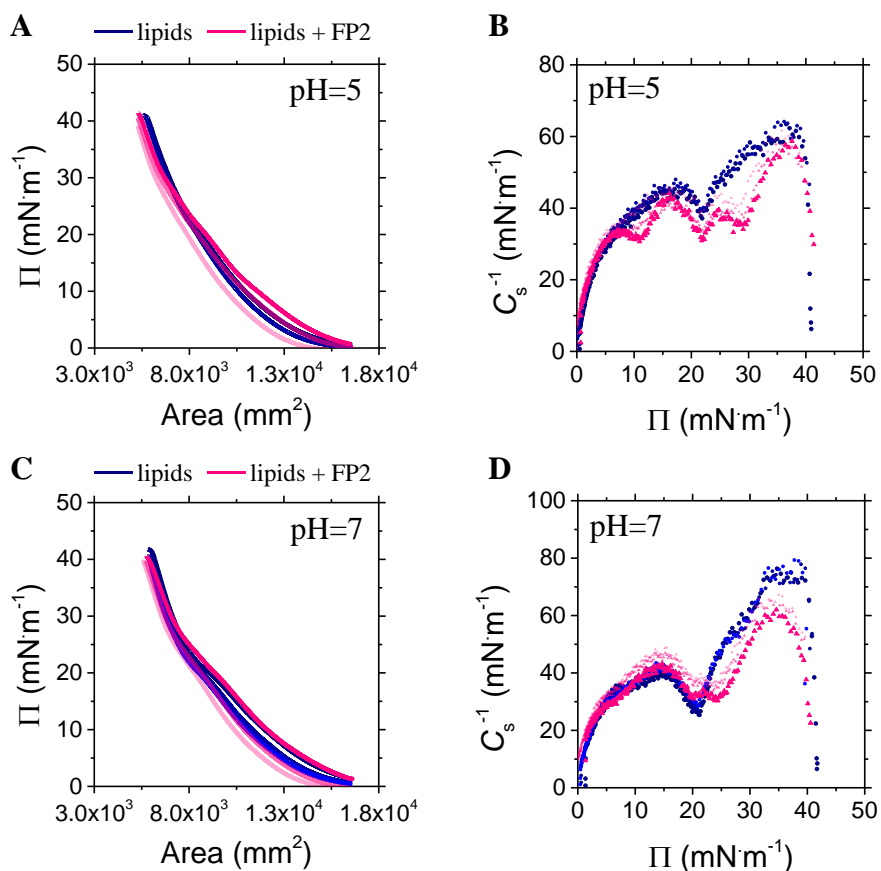 A B
lipids lipids + FP2
50
40
30
20
10
0
Π (mN·m⁻¹)
pH=5
3.0x10³ 8.0x10³ 1.3x10⁴ 1.8x10⁴
Area (mm²)
80
60
40
20
0
Cₛ⁻¹ (mN·m⁻¹)
pH=5
0 10 20 30 40 50
Π (mN·m⁻¹)
C D
lipids lipids + FP2
50
40
30
20
10
0
Π (mN·m⁻¹)
pH=7
3.0x10³ 8.0x10³ 1.3x10⁴ 1.8x10⁴
Area (mm²)
100
80
60
40
20
0
Cₛ⁻¹ (mN·m⁻¹)
pH=7
0 10 20 30 40 50
Π (mN·m⁻¹)